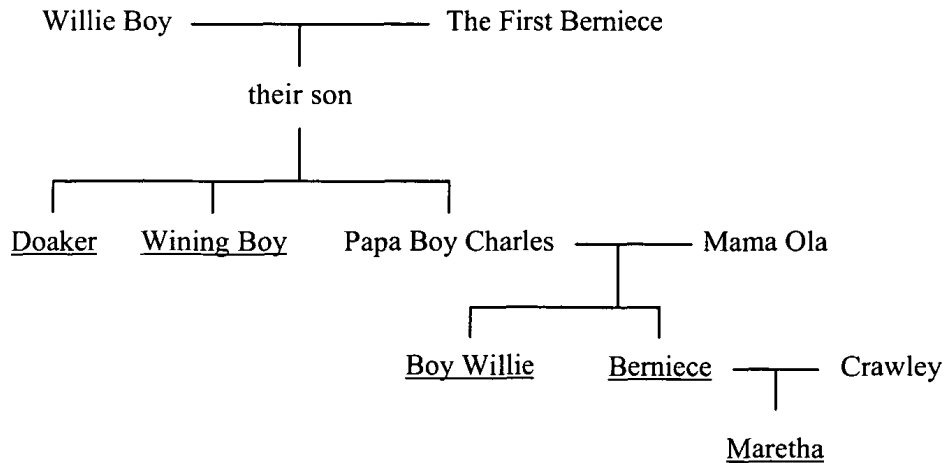 Willie Boy The First Berniece
their son
Doaker Wining Boy Papa Boy Charles Mama Ola
Boy Willie Berniece Crawley
Maretha